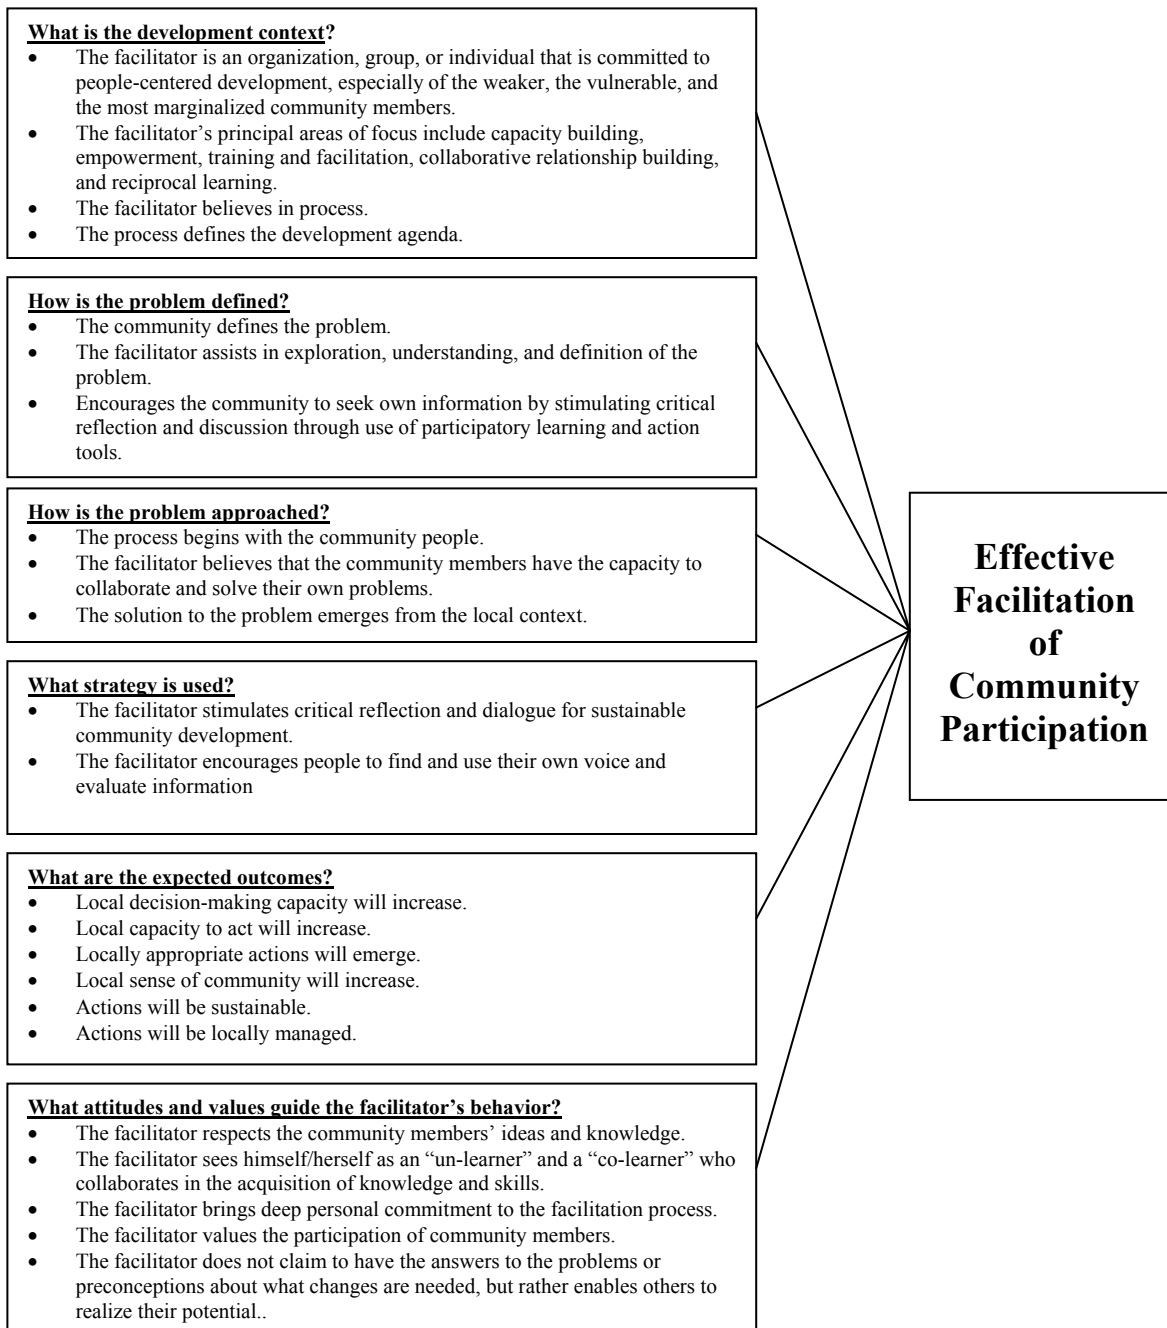 What is the development context?
• The facilitator is an organization, group, or individual that is committed to
people-centered development, especially of the weaker, the vulnerable, and
the most marginalized community members.
• The facilitator’s principal areas of focus include capacity building,
empowerment, training and facilitation, collaborative relationship building,
and reciprocal learning.
• The facilitator believes in process.
• The process defines the development agenda.
How is the problem defined?
• The community defines the problem.
• The facilitator assists in exploration, understanding, and definition of the
problem.
• Encourages the community to seek own information by stimulating critical
reflection and discussion through use of participatory learning and action
tools.
How is the problem approached?
• The process begins with the community people.
• The facilitator believes that the community members have the capacity to
collaborate and solve their own problems.
• The solution to the problem emerges from the local context.
What strategy is used?
• The facilitator stimulates critical reflection and dialogue for sustainable
community development.
• The facilitator encourages people to find and use their own voice and
evaluate information
What are the expected outcomes?
• Local decision-making capacity will increase.
• Local capacity to act will increase.
• Locally appropriate actions will emerge.
• Local sense of community will increase.
• Actions will be sustainable.
• Actions will be locally managed.
What attitudes and values guide the facilitator’s behavior?
• The facilitator respects the community members’ ideas and knowledge.
• The facilitator sees himself/herself as an “un-learner” and a “co-learner” who
collaborates in the acquisition of knowledge and skills.
• The facilitator brings deep personal commitment to the facilitation process.
• The facilitator values the participation of community members.
• The facilitator does not claim to have the answers to the problems or
preconceptions about what changes are needed, but rather enables others to
realize their potential..
Effective
Facilitation
of
Community
Participation